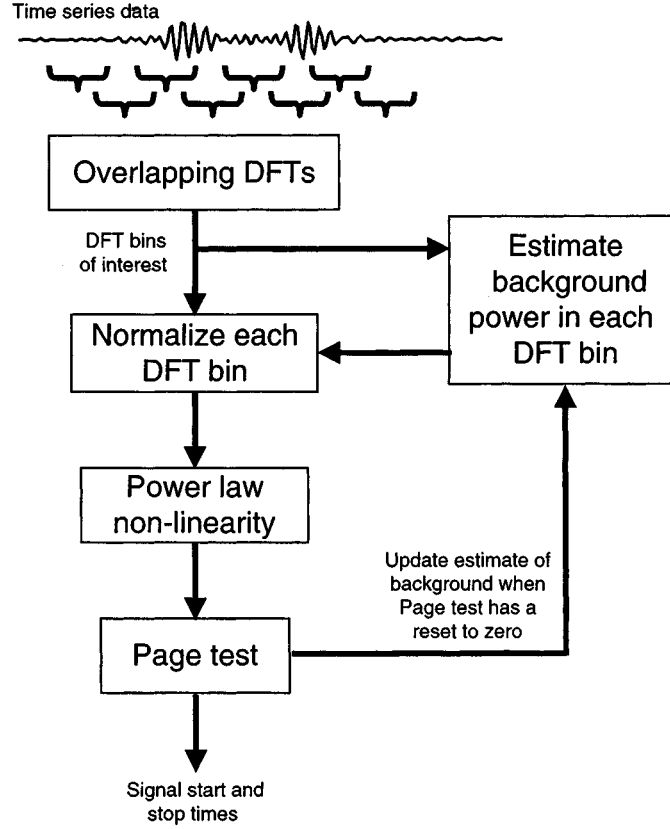 Time series data
Overlapping DFTs
DFT bins
of interest
Estimate
background
power in each
DFT bin
Normalize each
DFT bin
Power law
non-linearity
Update estimate of
background when
Page test has a
reset to zero
Page test
Signal start and
stop times